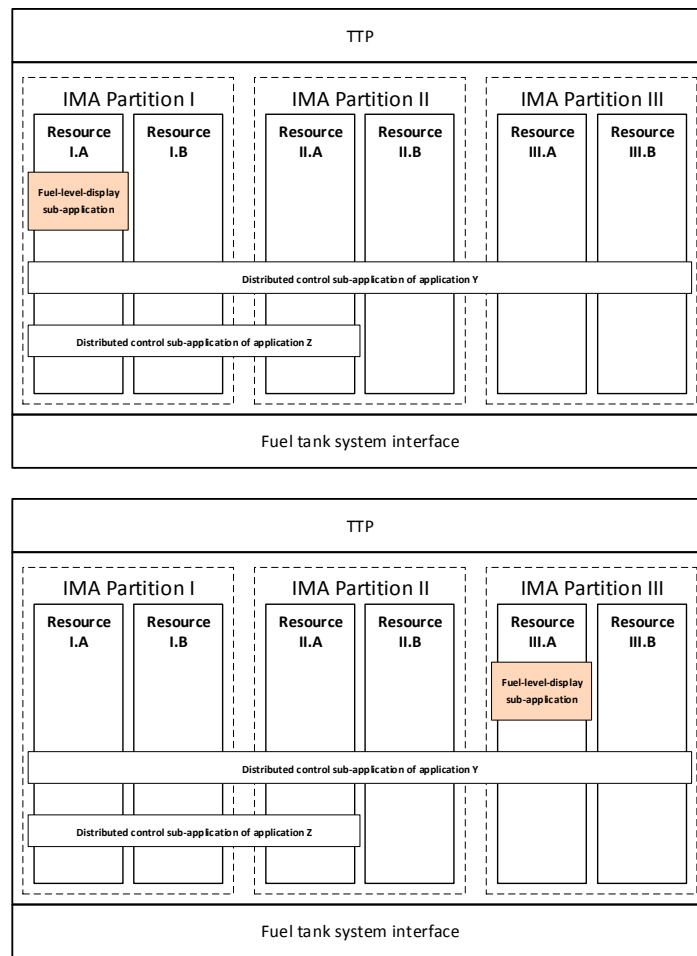 TTP
IMA Partition I
IMA Partition II
IMA Partition III
Resource
I.A
Resource
I.B
Resource
II.A
Resource
II.B
Resource
III.A
Resource
III.B
Fuel-level-display
sub-application
Distributed control sub-application of application Y
Distributed control sub-application of application Z
Fuel tank system interface
TTP
IMA Partition I
IMA Partition II
IMA Partition III
Resource
I.A
Resource
I.B
Resource
II.A
Resource
II.B
Resource
III.A
Resource
III.B
Fuel-level-display
sub-application
Distributed control sub-application of application Y
Distributed control sub-application of application Z
Fuel tank system interface